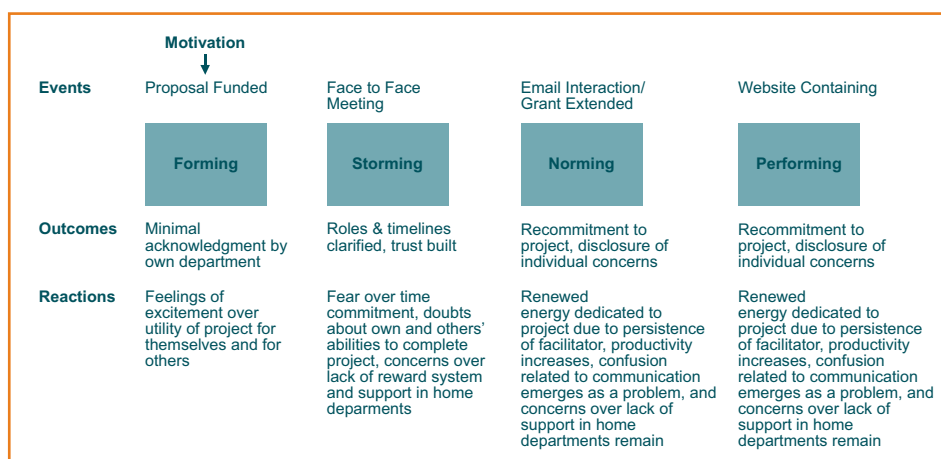 Motivation
Events
Proposal Funded
Face to Face
Meeting
Email Interaction/
Grant Extended
Website Containing
Forming
Storming
Norming
Performing
Outcomes
Minimal
acknowledgment by
own department
Roles & timelines
clarified, trust built
Recommitment to
project, disclosure of
individual concerns
Recommitment to
project, disclosure of
individual concerns
Reactions
Feelings of
excitement over
utility of project for
themselves and for
others
Fear over time
commitment, doubts
about own and others’
abilities to complete
project, concerns over
lack of reward system
and support in home
deparments
Renewed
energy dedicated to
project due to persistence
of facilitator, productivity
increases, confusion
related to communication
emerges as a problem, and
concerns over lack of
support in home
departments remain
Renewed
energy dedicated to
project due to persistence
of facilitator, productivity
increases, confusion
related to communication
emerges as a problem, and
concerns over lack of
support in home
departments remain